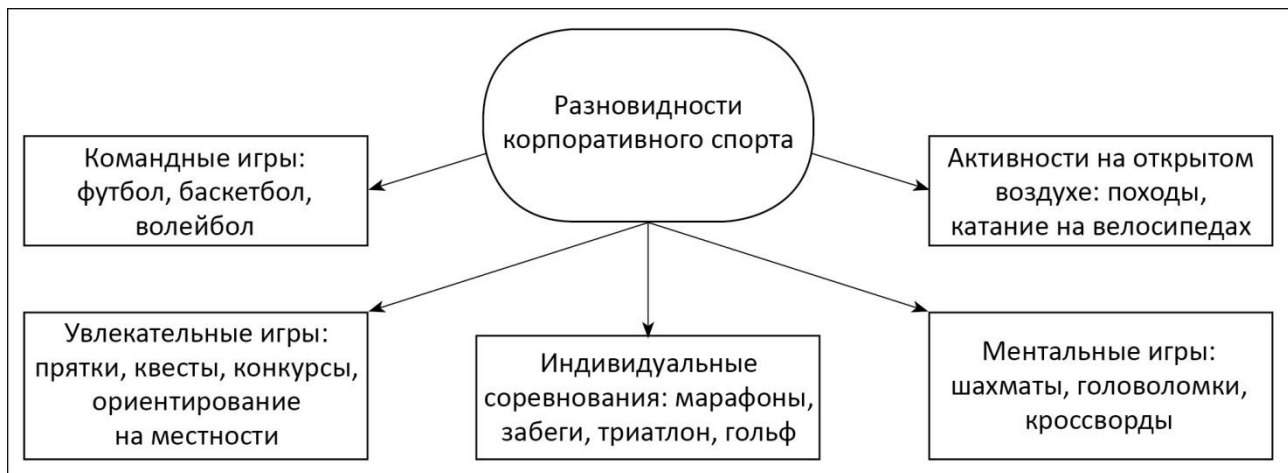 Разновидности
корпоративного спорта
Командные игры:
футбол, баскетбол,
волейбол
Активности на открытом
воздухе: походы,
катание на велосипедах
Увлекательные игры:
прятки, квесты, конкурсы,
ориентирование
на местности
Индивидуальные
соревнования: марафоны,
забеги, триатлон, гольф
Ментальные игры:
шахматы, головоломки,
кроссворды